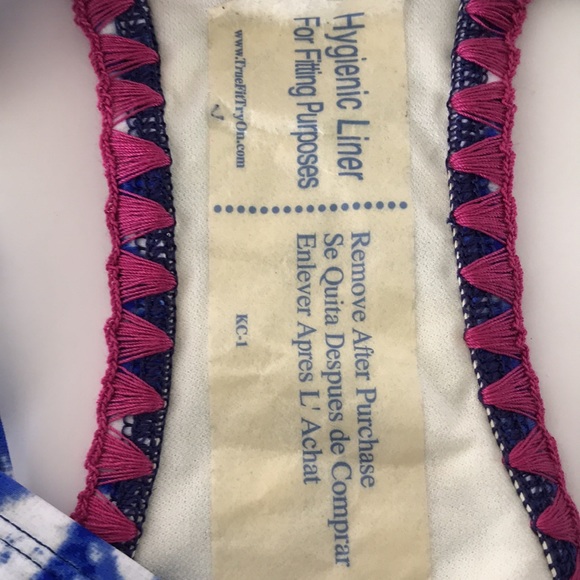 Hygienic Liner
For Fitting Purposes
www.TrueFitTryOn.com
Remove After Purchase
Se Quita Despues de Comprar
Enlever Apres L' Achat
KC-1